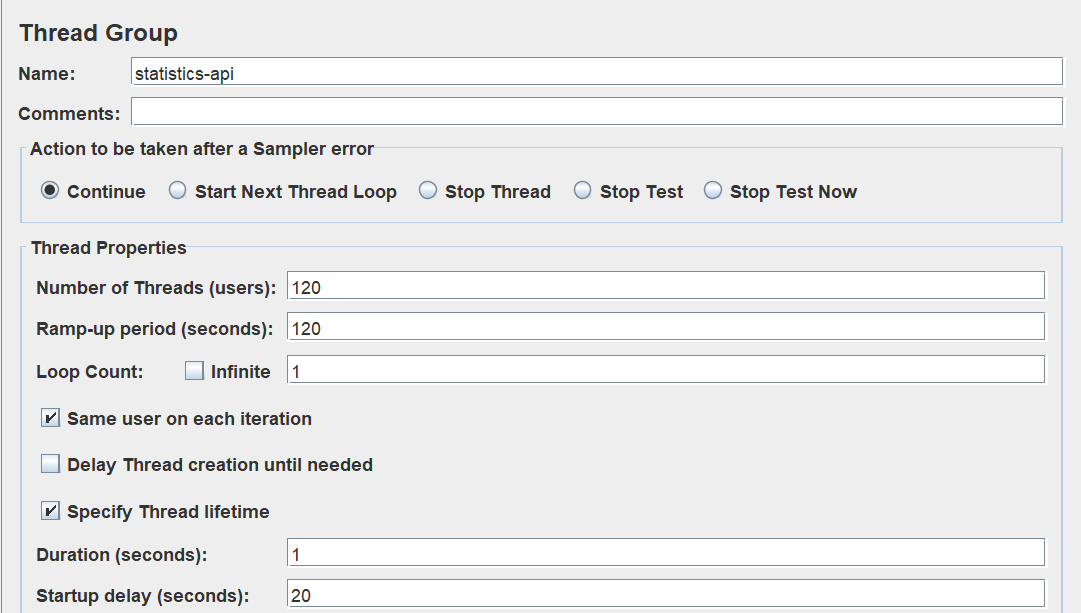 Thread Group
Name: statistics-api
Comments:
Action to be taken after a Sampler error
Continue Start Next Thread Loop Stop Thread Stop Test Stop Test Now
Thread Properties
Number of Threads (users): 120
Ramp-up period (seconds): 120
Loop Count: Infinite 1
Same user on each iteration
Delay Thread creation until needed
Specify Thread lifetime
Duration (seconds): 1
Startup delay (seconds): 20